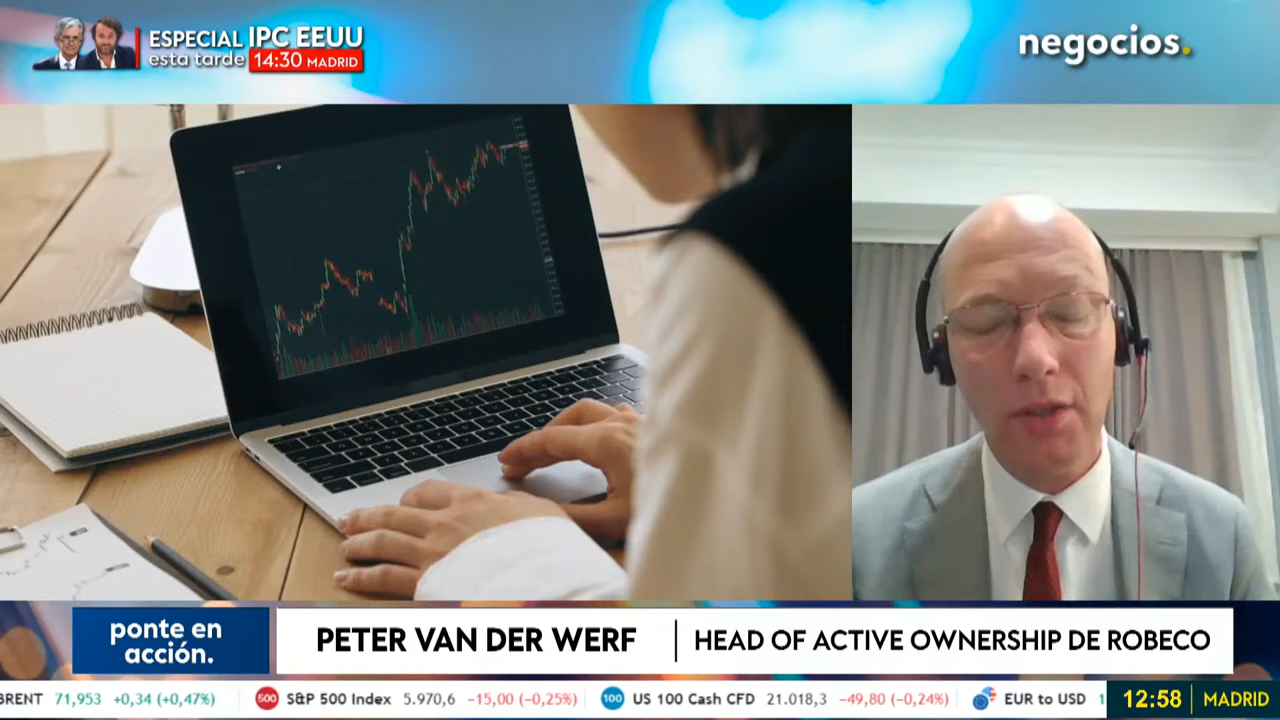 ESPECIAL IPC EEUU
esta tarde 14:30 MADRID
negocios.
ponte en
acción.
PETER VAN DER WERF | HEAD OF ACTIVE OWNERSHIP DE ROBECO
BRENT 71,953 +0,34 (+0,47%) 500 S&P 500 Index 5.970,6 −15,00 (−0,25%) 100 US 100 Cash CFD 21.018,3 −49,80 (−0,24%) EUR to USD 1 12:58 | MADRID